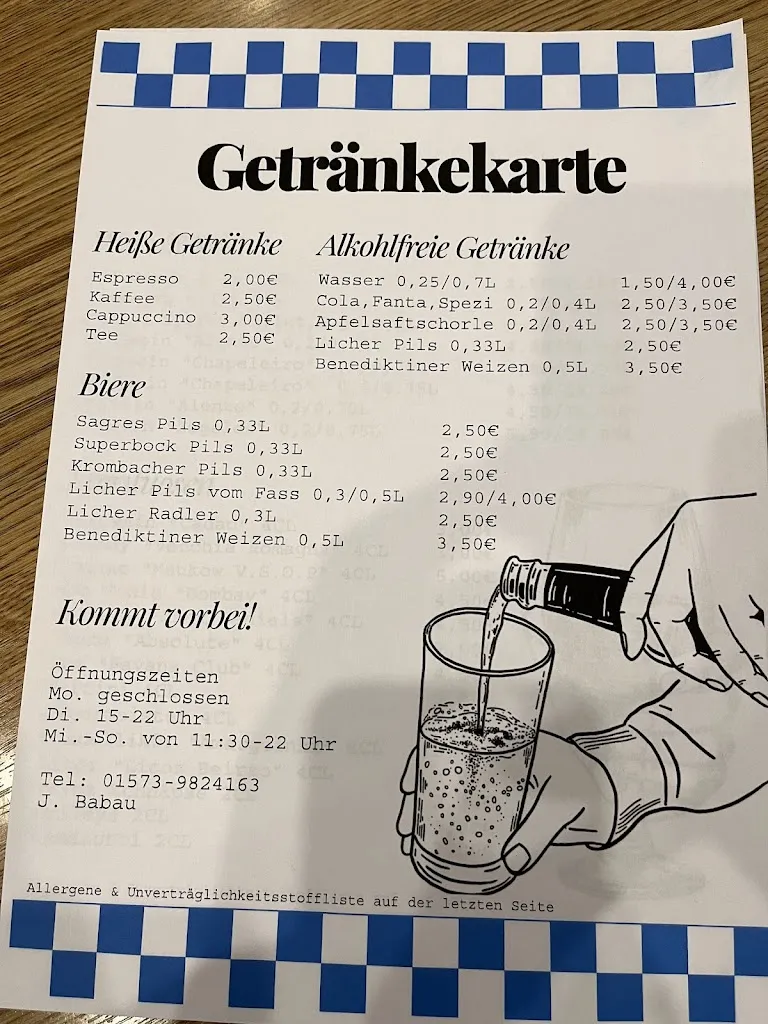 Getränkekarte
Heiße Getränke
Espresso 2,00€
Kaffee 2,50€
Cappuccino 3,00€
Tee 2,50€
Alkohlfreie Getränke
Wasser 0,25/0,7L 1,50/4,00€
Cola,Fanta,Spezi 0,2/0,4L 2,50/3,50€
Apfelsaftschorle 0,2/0,4L 2,50/3,50€
Licher Pils 0,33L 2,50€
Benediktiner Weizen 0,5L 3,50€
Biere
Sagres Pils 0,33L 2,50€
Superbock Pils 0,33L 2,50€
Krombacher Pils 0,33L 2,50€
Licher Pils vom Fass 0,3/0,5L 2,90/4,00€
Licher Radler 0,3L 2,50€
Benediktiner Weizen 0,5L 3,50€
Kommt vorbei!
Öffnungszeiten
Mo. geschlossen
Di. 15-22 Uhr
Mi.-So. von 11:30-22 Uhr
Tel: 01573-9824163
J. Babau
Allergene & Unverträglichkeitsstoffliste auf der letzten Seite